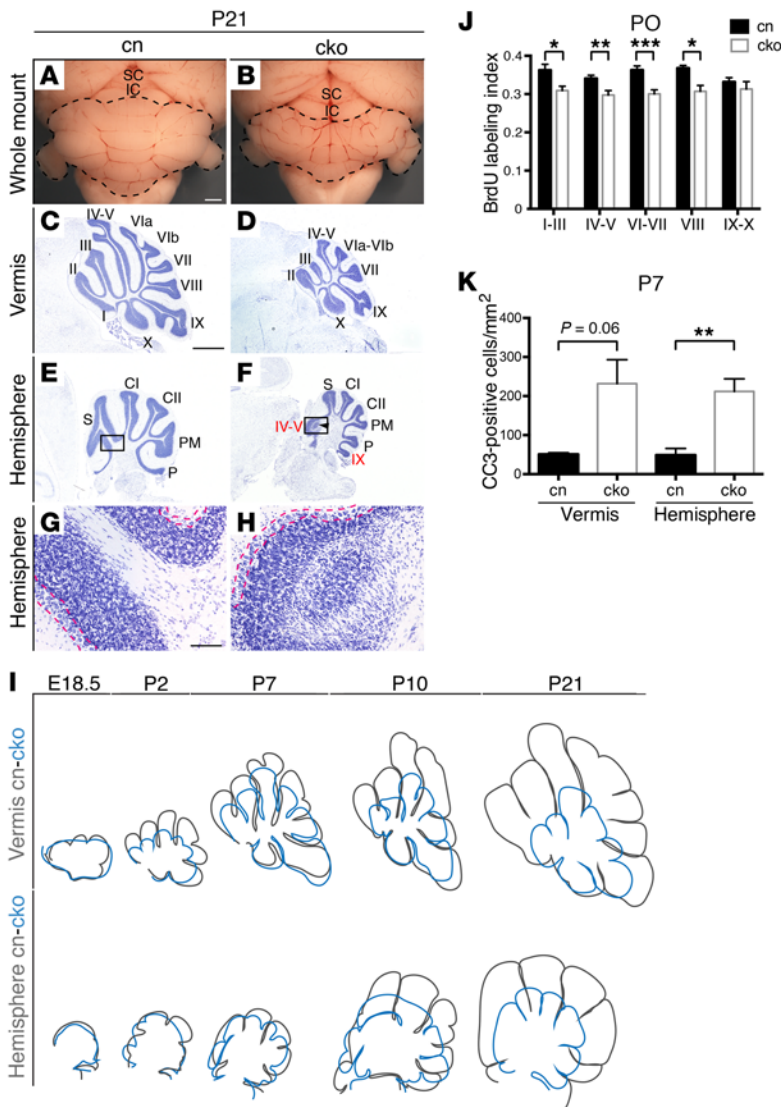 P21
cn
cko
Whole mount
A
SC
IC
B
SC
IC
Vermis
C
IV-V
VIa
VIb
III
VII
II
VIII
I
IX
X
D
IV-V
VIa-VIb
III
VII
II
VIII
IX
X
Hemisphere
E
CI
CII
S
PM
P
F
S
CI
CII
IV-V
PM
P
IX
Hemisphere
G
H
J
PO
cn
cko
* ** *** *
BrdU labeling index
0.4
0.3
0.2
0.1
0
I-III IV-V VI-VII VIII IX-X
K
P7
CC3-positive cells/mm2
P = 0.06
**
400
300
200
100
0
cn cko cn cko
Vermis Hemisphere
I
E18.5 P2 P7 P10 P21
Vermis cn-cko
Hemisphere cn-cko